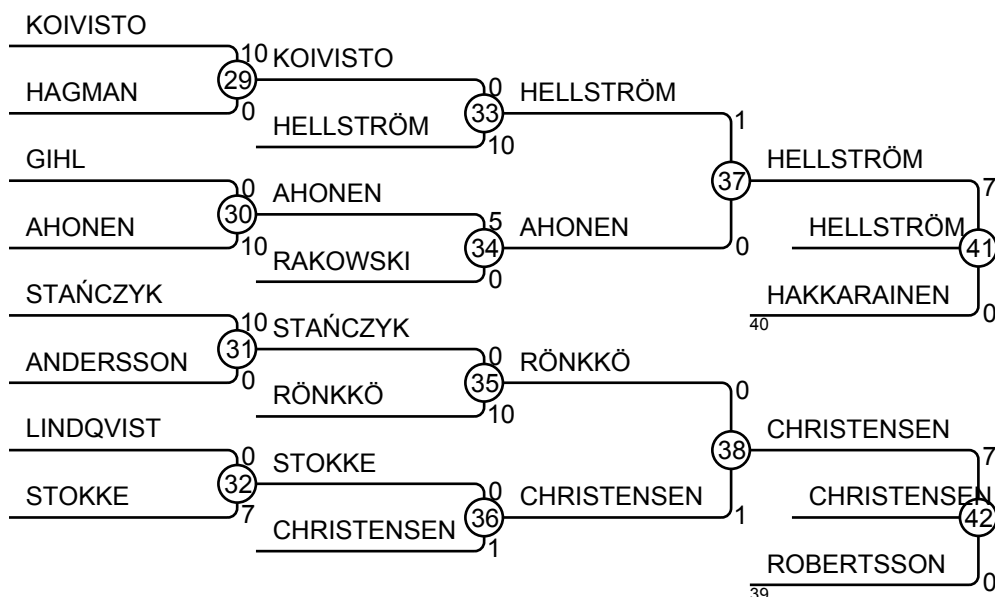 KOIVISTO
10 KOIVISTO
29
0
HAGMAN
0
HELLSTRÖM
33
HELLSTRÖM
10
1
GIHL
0
AHONEN
37
HELLSTRÖM
7
30
5
AHONEN
10
AHONEN
0
HELLSTRÖM
41
34
RAKOWSKI
0
STAŃCZYK
10 STAŃCZYK
HAKKARAINEN
0
40
31
0
RÖNKKÖ
ANDERSSON
0
35
0
RÖNKKÖ
10
LINDQVIST
0
STOKKE
38
CHRISTENSEN
7
32
0
STOKKE
7
CHRISTENSEN
1
CHRISTENSEN
42
36
CHRISTENSEN
1
ROBERTSSON
0
39